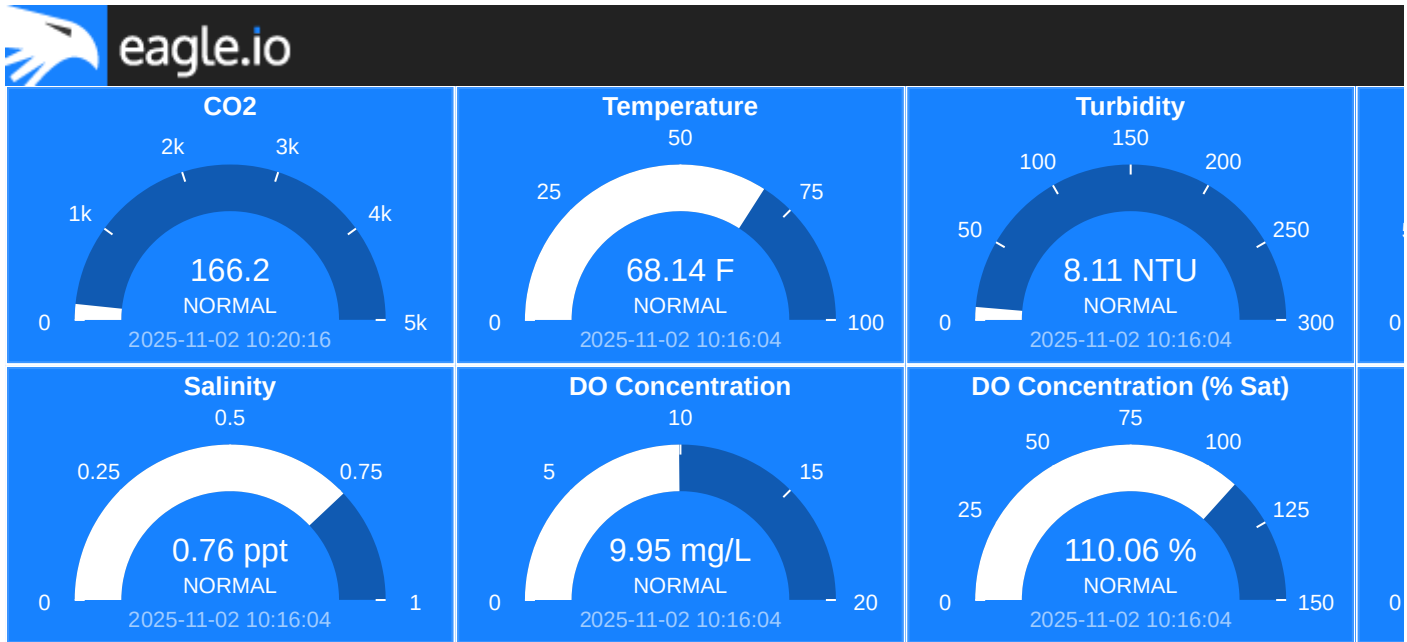 eagle.io
CO2
2k
3k
1k
4k
166.2
NORMAL
0
5k
2025-11-02 10:20:16
Temperature
50
25
75
68.14 F
NORMAL
0
100
2025-11-02 10:16:04
Turbidity
150
100
200
50
250
8.11 NTU
NORMAL
0
300
2025-11-02 10:16:04
0
Salinity
0.5
0.25
0.75
0.76 ppt
NORMAL
0
1
2025-11-02 10:16:04
DO Concentration
10
5
15
9.95 mg/L
NORMAL
0
20
2025-11-02 10:16:04
DO Concentration (% Sat)
75
50
100
25
125
110.06 %
NORMAL
0
150
2025-11-02 10:16:04
0